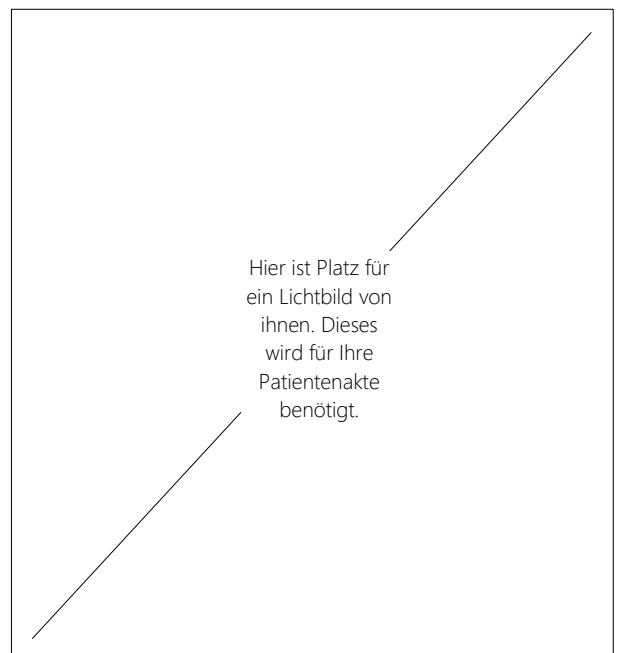 Hier ist Platz für
ein Lichtbild von
ihnen. Dieses
wird für Ihre
Patientenakte
benötigt.